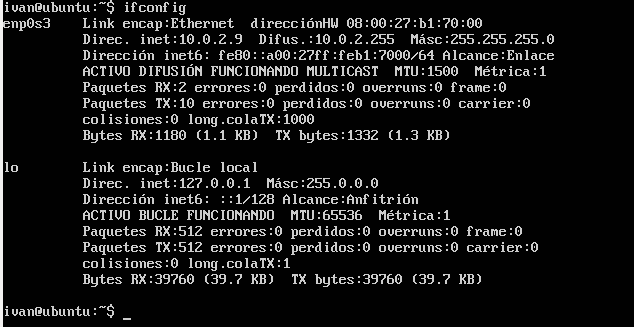 ivan@ubuntu:~$ ifconfig
enp0s3    Link encap:Ethernet  direcciónHW 08:00:27:b1:70:00
          Direc. inet:10.0.2.9  Difus.:10.0.2.255  Másc:255.255.255.0
          Dirección inet6: fe80::a00:27ff:feb1:7000/64 Alcance:Enlace
          ACTIVO DIFUSIÓN FUNCIONANDO MULTICAST  MTU:1500  Métrica:1
          Paquetes RX:2 errores:0 perdidos:0 overruns:0 frame:0
          Paquetes TX:10 errores:0 perdidos:0 overruns:0 carrier:0
          colisiones:0 long.colaTX:1000
          Bytes RX:1180 (1.1 KB)  TX bytes:1332 (1.3 KB)

lo        Link encap:Bucle local
          Direc. inet:127.0.0.1  Másc:255.0.0.0
          Dirección inet6: ::1/128 Alcance:Anfitrión
          ACTIVO BUCLE FUNCIONANDO  MTU:65536  Métrica:1
          Paquetes RX:512 errores:0 perdidos:0 overruns:0 frame:0
          Paquetes TX:512 errores:0 perdidos:0 overruns:0 carrier:0
          colisiones:0 long.colaTX:1
          Bytes RX:39760 (39.7 KB)  TX bytes:39760 (39.7 KB)

ivan@ubuntu:~$ _